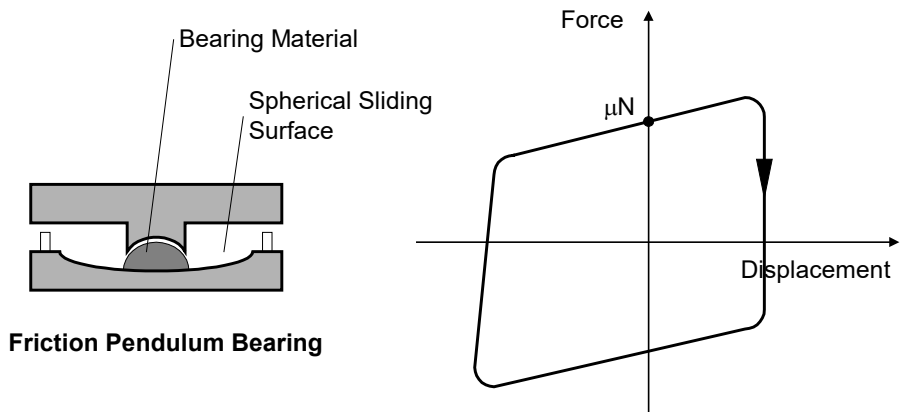 Bearing Material
Spherical Sliding
Surface
Friction Pendulum Bearing
Force
μN
Displacement